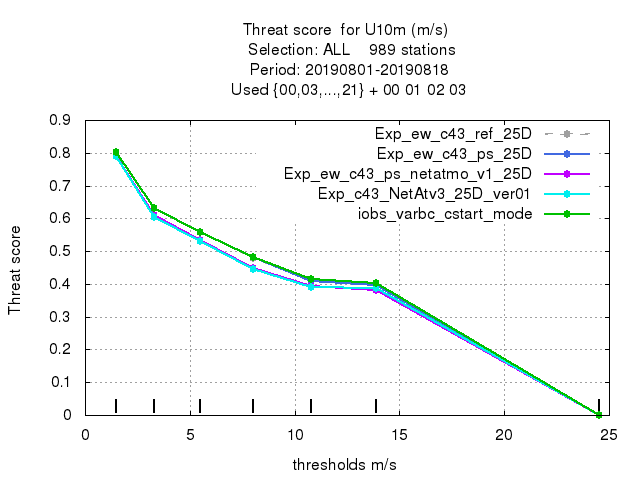 Threat score for U10m (m/s)
Selection: ALL 989 stations
Period: 20190801-20190818
Used {00,03,...,21} + 00 01 02 03
Exp_ew_c43_ref_25D
Exp_ew_c43_ps_25D
Exp_ew_c43_ps_netatmo_v1_25D
Exp_c43_NetAtv3_25D_ver01
iobs_varbc_cstart_mode
Threat score
0.9
0.8
0.7
0.6
0.5
0.4
0.3
0.2
0.1
0
0 5 10 15 20 25
thresholds m/s